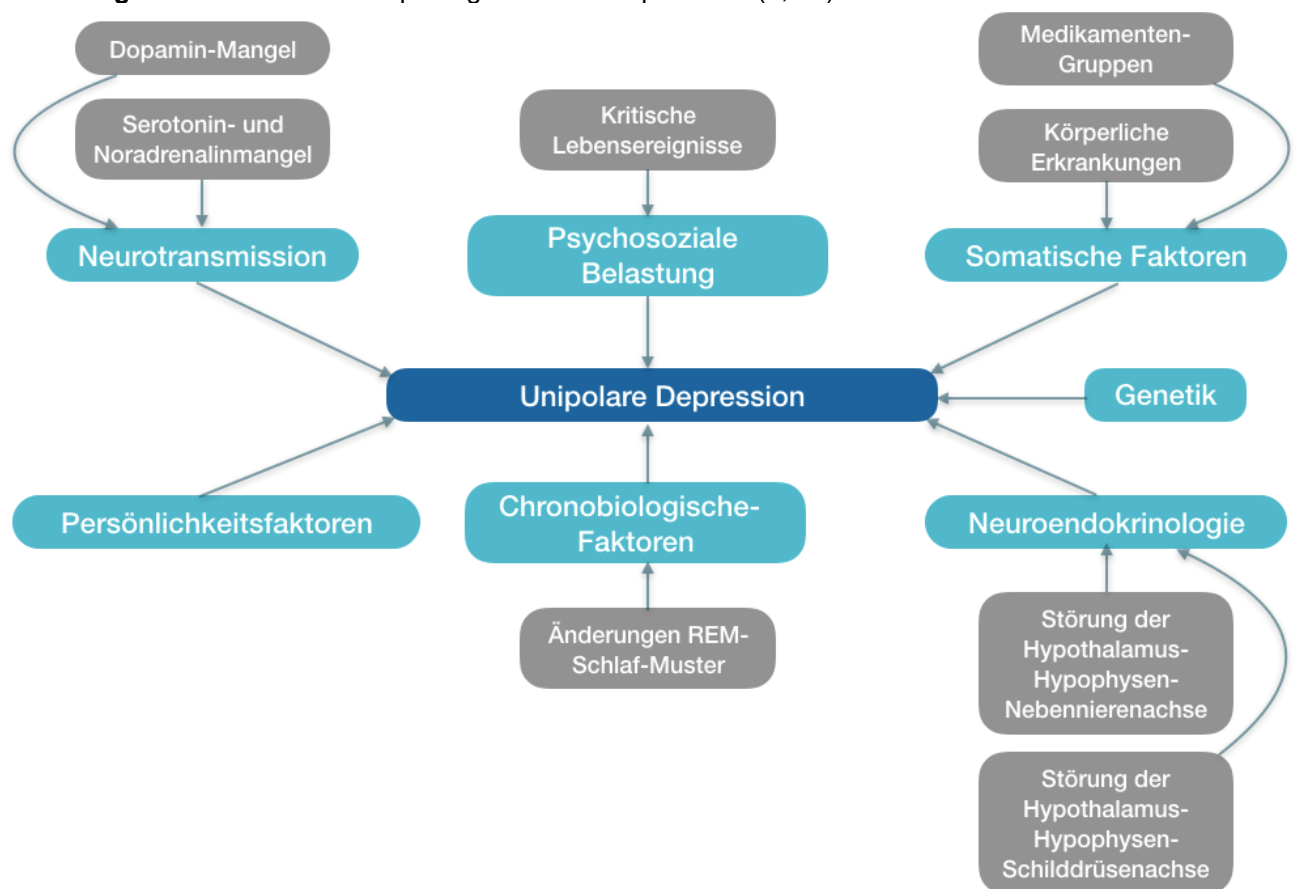 Dopamin-Mangel
Serotonin- und
Noradrenalinmangel
Neurotransmission
Kritische
Lebensereignisse
Psychosoziale
Belastung
Medikamenten-
Gruppen
Körperliche
Erkrankungen
Somatische Faktoren
Unipolare Depression
Genetik
Persönlichkeitsfaktoren
Chronobiologische-
Faktoren
Änderungen REM-
Schlaf-Muster
Neuroendokrinologie
Störung der
Hypothalamus-
Hypophysen-
Nebennierenachse
Störung der
Hypothalamus-
Hypophysen-
Schilddrüsenachse